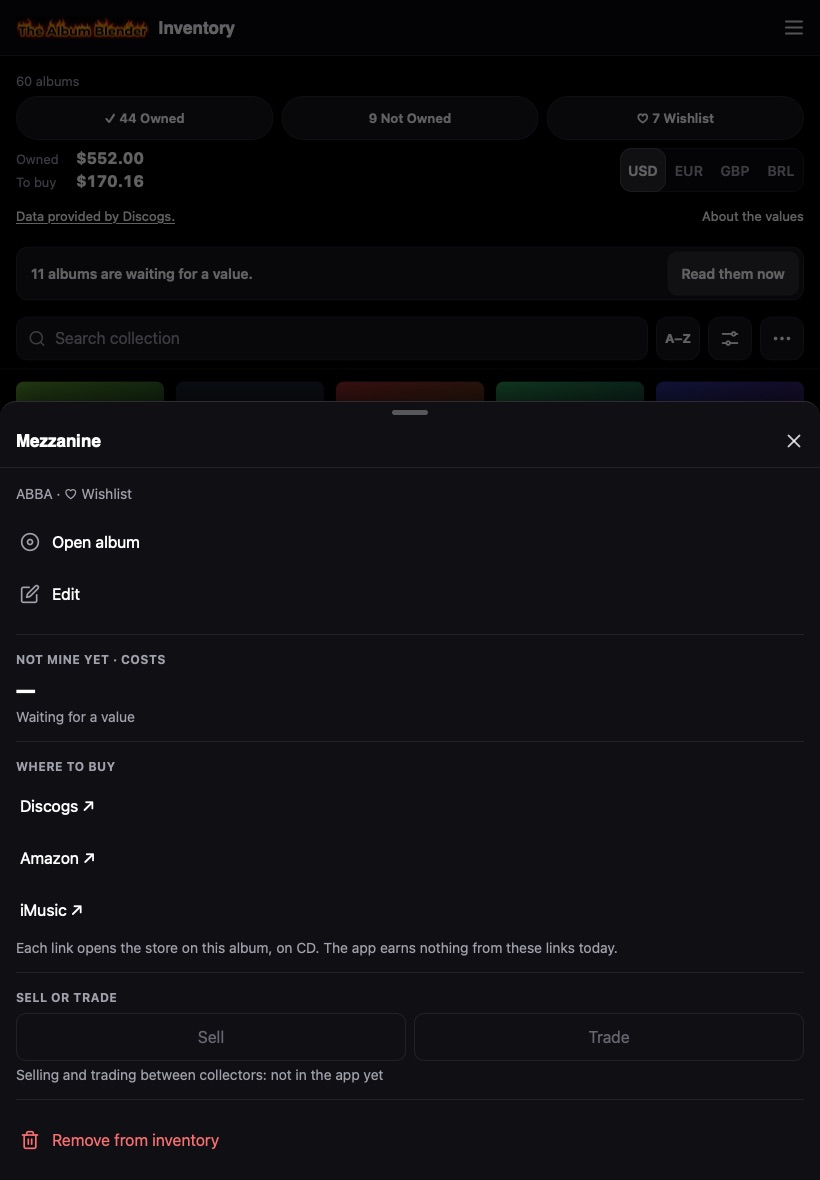 The Album Blender Inventory
60 albums
✓ 44 Owned
9 Not Owned
♡ 7 Wishlist
Owned $552.00
To buy $170.16
USD EUR GBP BRL
Data provided by Discogs.
About the values
11 albums are waiting for a value.
Read them now
Search collection
A–Z
Mezzanine
ABBA · ♡ Wishlist
Open album
Edit
NOT MINE YET · COSTS
—
Waiting for a value
WHERE TO BUY
Discogs ↗
Amazon ↗
iMusic ↗
Each link opens the store on this album, on CD. The app earns nothing from these links today.
SELL OR TRADE
Sell
Trade
Selling and trading between collectors: not in the app yet
Remove from inventory